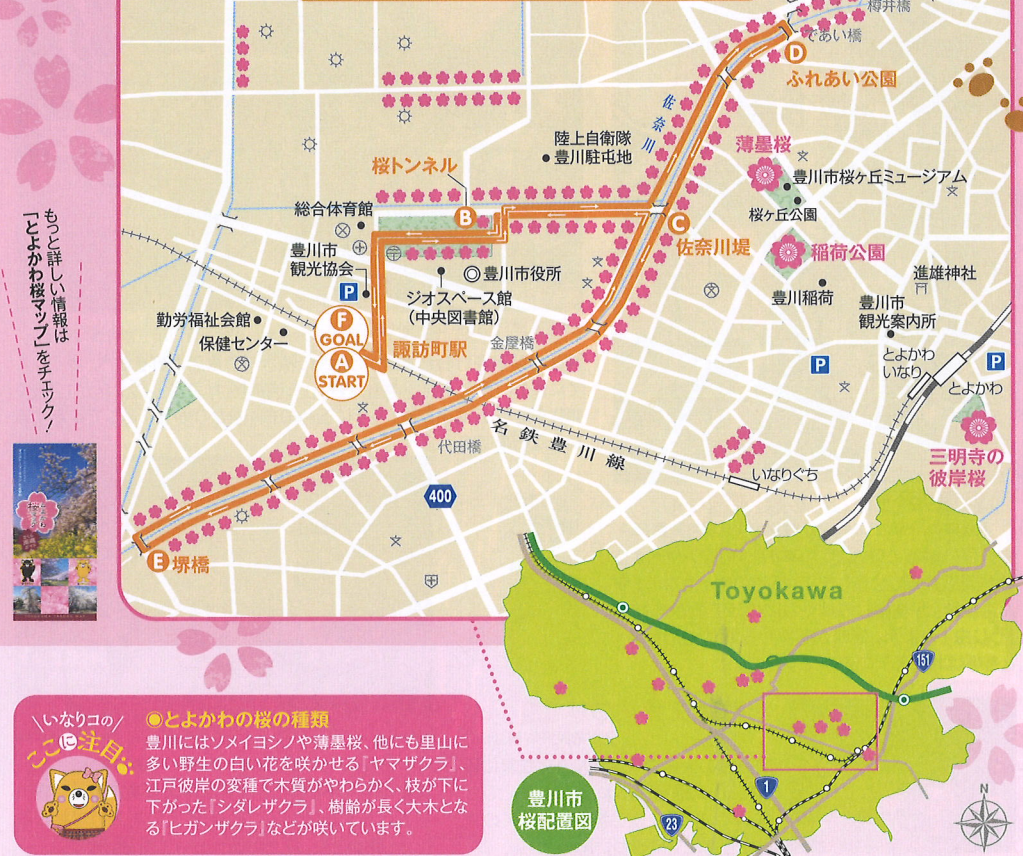 樽井橋
であい橋
D
ふれあい公園
佐奈川
陸上自衛隊
豊川駐屯地
薄墨桜
豊川市桜ヶ丘ミュージアム
桜ヶ丘公園
桜トンネル
総合体育館
B
C
佐奈川堤
稲荷公園
豊川市
観光協会
豊川市役所
ジオスペース館
(中央図書館)
豊川稲荷
進雄神社
豊川市
観光案内所
P
勤労福祉会館
保健センター
F
GOAL
A
START
諏訪町駅
金屋橋
P
とよかわ
いなり
P
とよかわ
代田橋
名鉄豊川線
いなりぐち
三明寺の
彼岸桜
400
E 堺橋
もっと詳しい情報は
「とよかわ桜マップ」をチェック!
Toyokawa
151
1
23
N
豊川市
桜配置図
いなりコの
ここに注目
◉とよかわの桜の種類
豊川にはソメイヨシノや薄墨桜、他にも里山に
多い野生の白い花を咲かせる『ヤマザクラ』、
江戸彼岸の変種で木質がやわらかく、枝が下に
下がった『シダレザクラ』、樹齢が長く大木とな
る『ヒガンザクラ』などが咲いています。